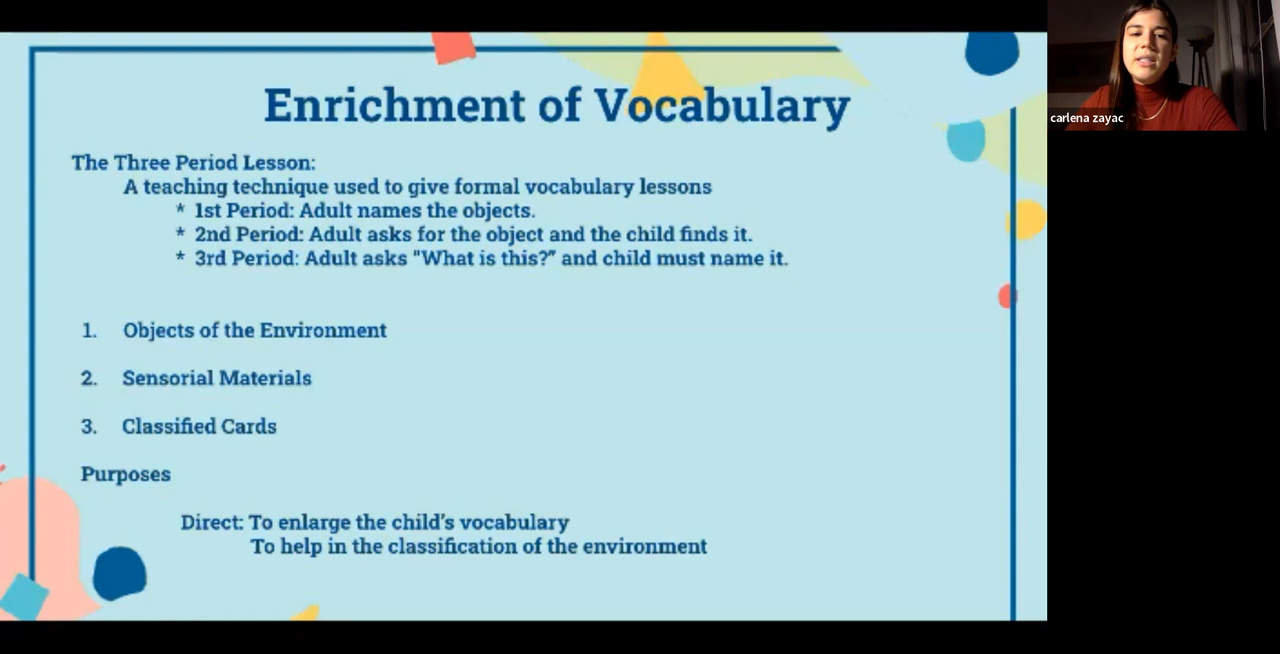 Enrichment of Vocabulary
The Three Period Lesson:
A teaching technique used to give formal vocabulary lessons
* 1st Period: Adult names the objects.
* 2nd Period: Adult asks for the object and the child finds it.
* 3rd Period: Adult asks "What is this?” and child must name it.
1. Objects of the Environment
2. Sensorial Materials
3. Classified Cards
Purposes
Direct: To enlarge the child's vocabulary
To help in the classification of the environment
carlena zayac